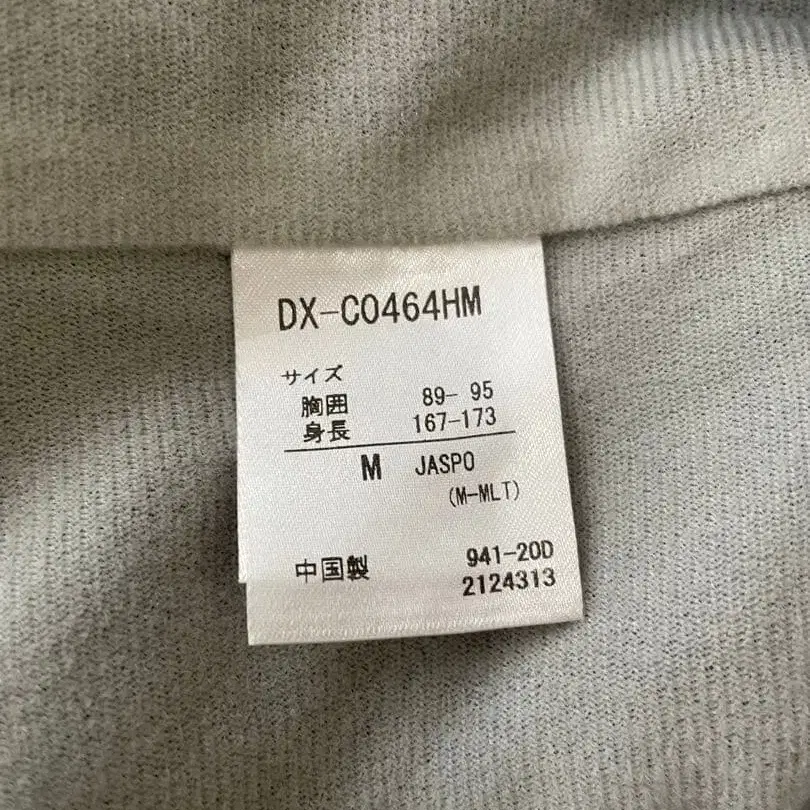 DX-C0464HM
サイズ
胸囲 89- 95
身長 167-173
M JASPO
(M-MLT)
中国製 941-20D
2124313